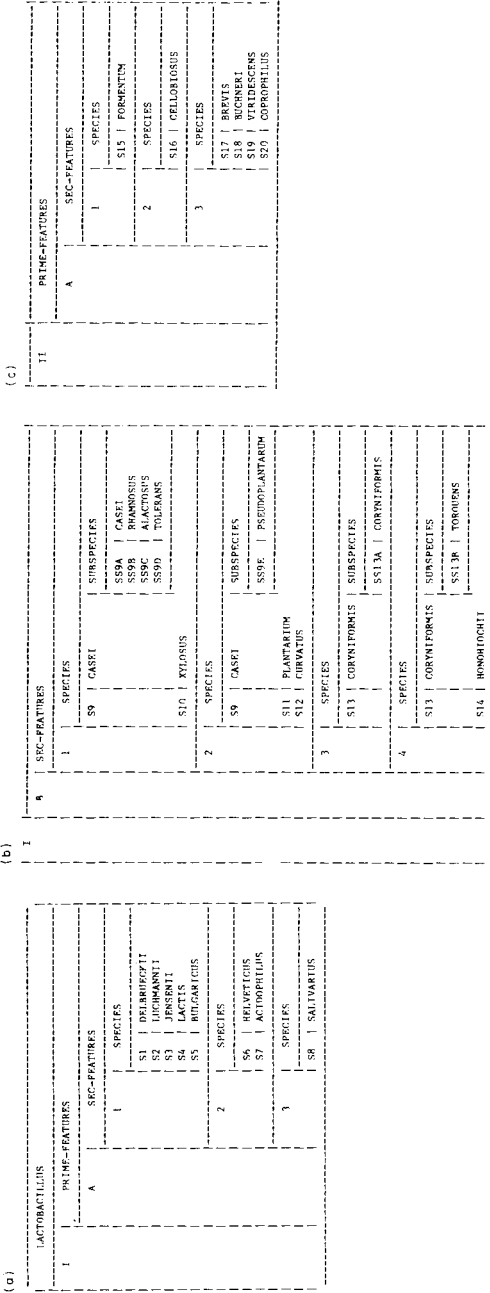 (a)
LACTOBACILLUS
I | PRIME-FEATURES
A | SEC-FEATURES
1 | SPECIES
S1 | DELBRUECKII
S2 | LEICHMANNII
S3 | JENSENII
S4 | LACTIS
S5 | BULGARICUS
2 | SPECIES
S6 | HELVETICUS
S7 | ACIDOPHILUS
3 | SPECIES
S8 | SALIVARIUS
(b)
I
B | SEC-FEATURES
1 | SPECIES
S9 | CASEI | SUBSPECIES
SS9A | CASEI
SS9B | RHAMNOSUS
SS9C | ALACTOSUS
SS9D | TOLERANS
S10 | XYLOSUS
2 | SPECIES
S9 | CASEI | SUBSPECIES
SS9E | PSEUDOPLANTARUM
S11 | PLANTARIUM
S12 | CURVATUS
3 | SPECIES
S13 | CORYNIFORMIS | SUBSPECIES
SS13A | CORYNIFORMIS
4 | SPECIES
S13 | CORYNIFORMIS | SUBSPECIES
SS13B | TORQUENS
S14 | HOMOHIOCHII
(c)
II | PRIME-FEATURES
A | SEC-FEATURES
1 | SPECIES
S15 | FORMENTUM
2 | SPECIES
S16 | CELLOBIOSUS
3 | SPECIES
S17 | BREVIS
S18 | BUCHNERI
S19 | VIRIDESCENS
S20 | COPROPHILUS